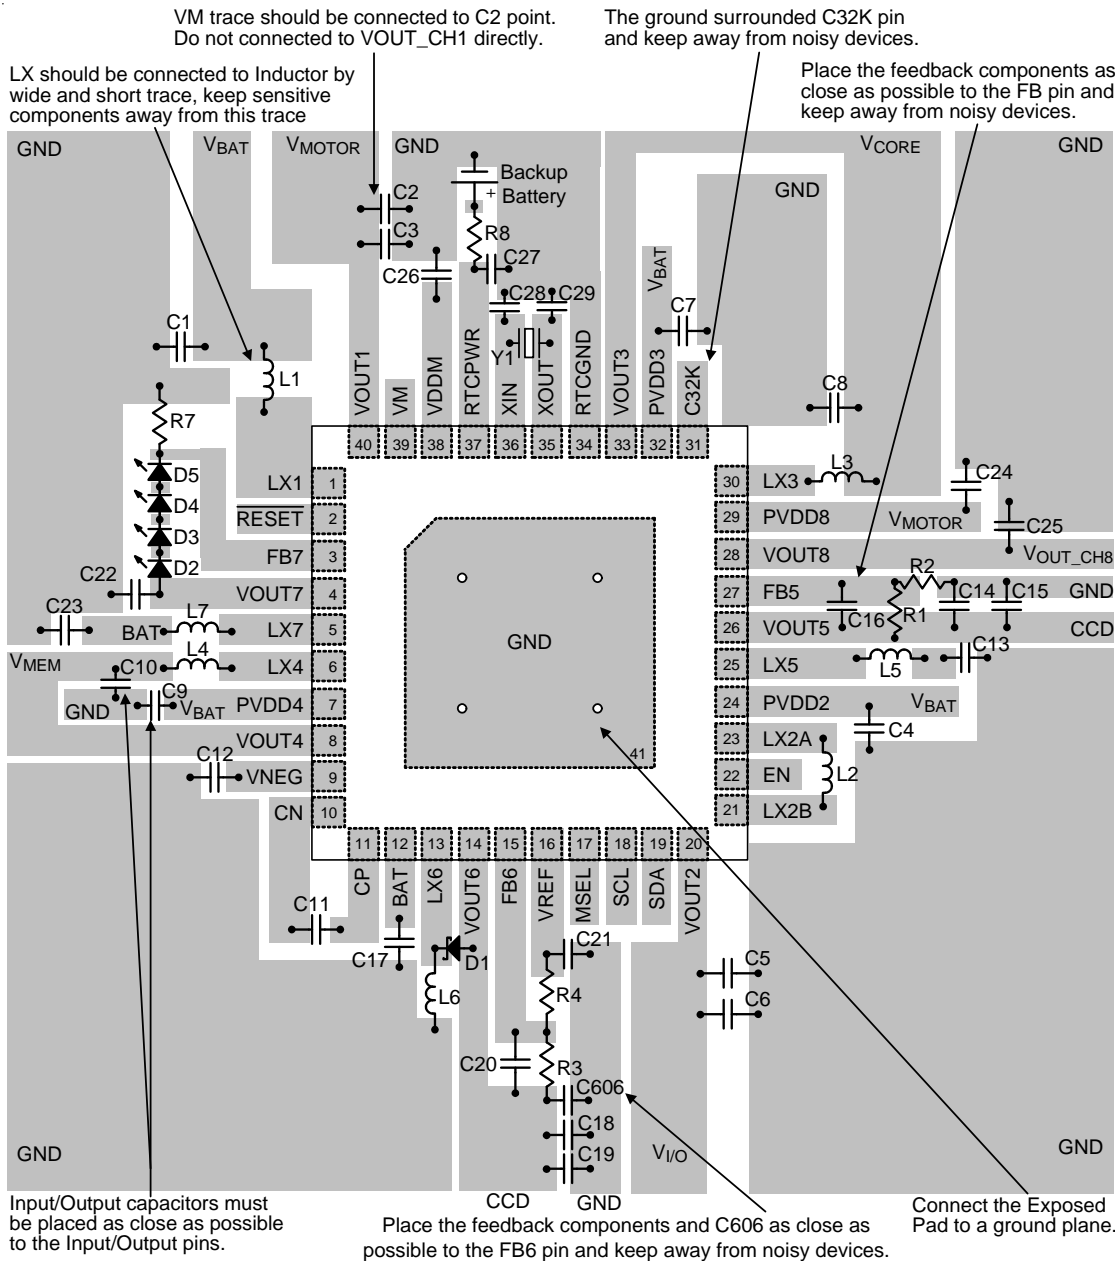 VM trace should be connected to C2 point.
Do not connected to VOUT_CH1 directly.
The ground surrounded C32K pin
and keep away from noisy devices.
LX should be connected to Inductor by
wide and short trace, keep sensitive
components away from this trace
Place the feedback components as
close as possible to the FB pin and
keep away from noisy devices.
GND
VBAT
VMOTOR
GND
VCORE
GND
Backup
+ Battery
GND
C2
C3
R8
C27
C26
VBAT
C28
C29
C7
C1
Y1
L1
C8
R7
VOUT1
VM
VDDM
RTCPWR
XIN
XOUT
RTCGND
VOUT3
PVDD3
C32K
40
39
38
37
36
35
34
33
32
31
D5
D4
D3
D2
LX1
1
RESET
2
FB7
3
VOUT7
4
LX7
5
LX4
6
PVDD4
7
VOUT4
8
VNEG
9
CN
10
30
LX3
29
PVDD8
28
VOUT8
27
FB5
26
VOUT5
25
LX5
24
PVDD2
23
LX2A
22
EN
21
LX2B
L3
C24
VMOTOR
C25
VOUT_CH8
R2
C22
C16
R1
C14
C15
GND
C23
BAT
L7
CCD
VMEM
C10
L4
L5
C13
GND
C9
VBAT
VBAT
C4
C12
L2
GND
41
11
12
13
14
15
16
17
18
19
20
CP
BAT
LX6
VOUT6
FB6
VREF
MSEL
SCL
SDA
VOUT2
C11
C17
D1
C21
C5
L6
R4
C6
C20
R3
C606
C18
C19
GND
VI/O
GND
CCD
GND
Input/Output capacitors must
be placed as close as possible
to the Input/Output pins.
Place the feedback components and C606 as close as
possible to the FB6 pin and keep away from noisy devices.
Connect the Exposed
Pad to a ground plane.